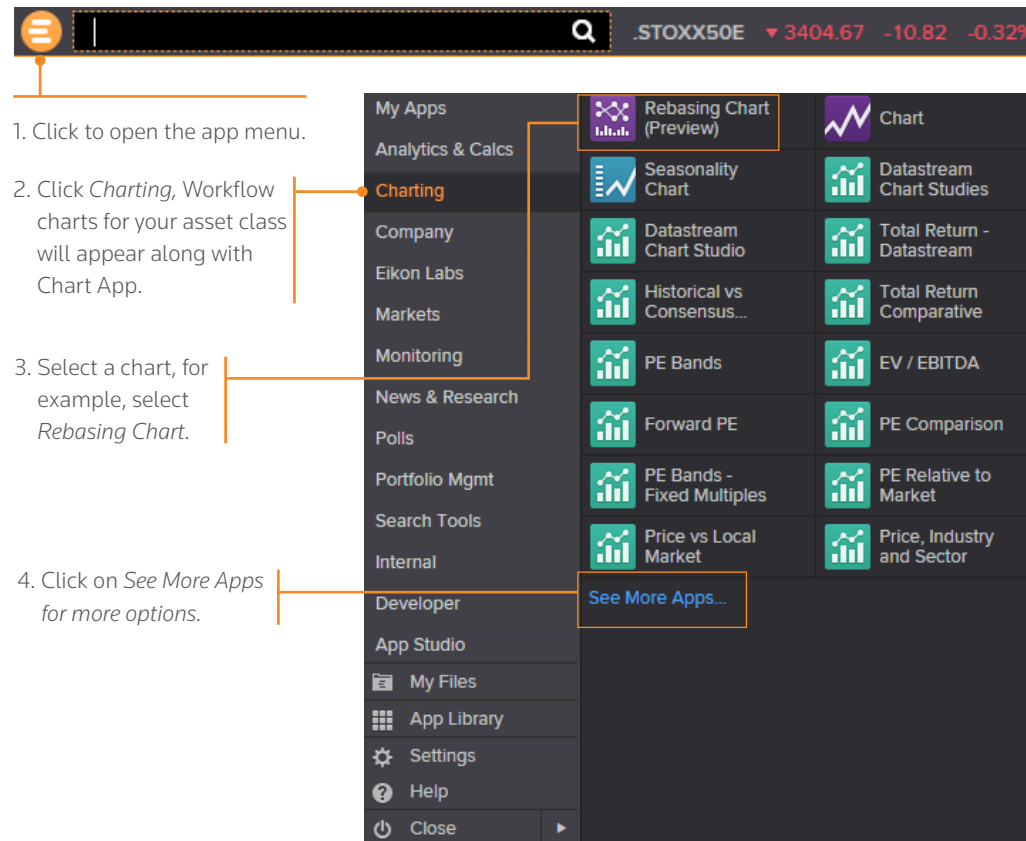 .STOXX50E ▼ 3404.67 -10.82 -0.32%
1. Click to open the app menu.
2. Click Charting, Workflow
charts for your asset class
will appear along with
Chart App.
3. Select a chart, for
example, select
Rebasing Chart.
4. Click on See More Apps
for more options.
My Apps
Analytics & Calcs
Charting
Company
Eikon Labs
Markets
Monitoring
News & Research
Polls
Portfolio Mgmt
Search Tools
Internal
Developer
App Studio
My Files
App Library
Settings
Help
Close
Rebasing Chart
(Preview)
Chart
Seasonality
Chart
Datastream
Chart Studies
Datastream
Chart Studio
Total Return -
Datastream
Historical vs
Consensus...
Total Return
Comparative
PE Bands
EV / EBITDA
Forward PE
PE Comparison
PE Bands -
Fixed Multiples
PE Relative to
Market
Price vs Local
Market
Price, Industry
and Sector
See More Apps...